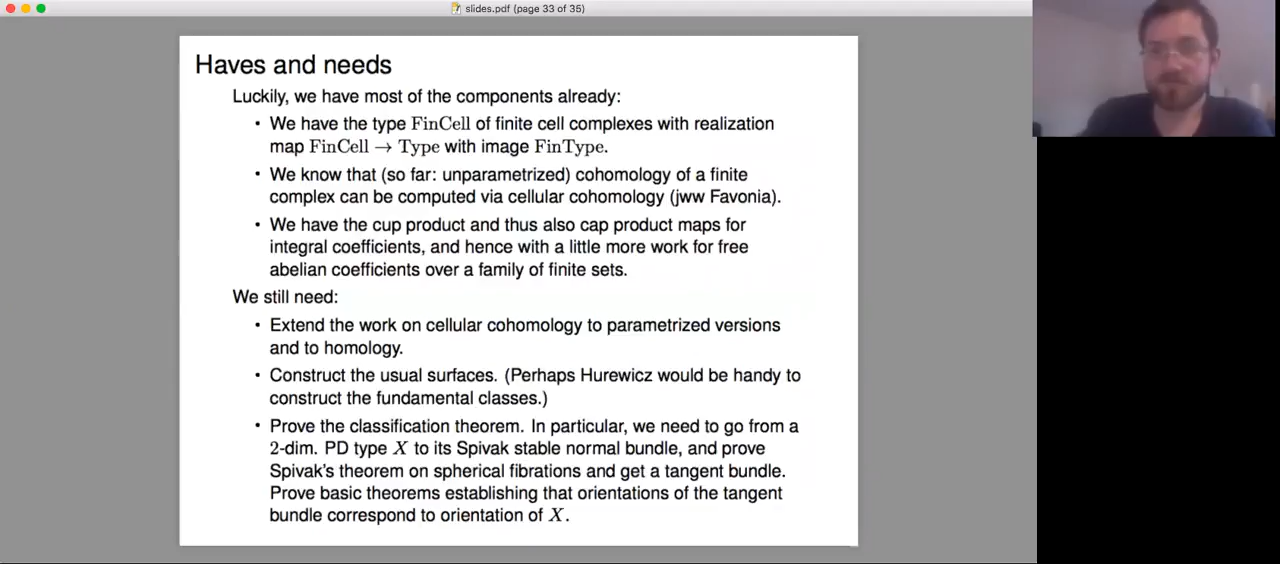 slides.pdf (page 33 of 35)
Haves and needs
Luckily, we have most of the components already:
• We have the type FinCell of finite cell complexes with realization
map FinCell → Type with image FinType.
• We know that (so far: unparametrized) cohomology of a finite
complex can be computed via cellular cohomology (jww Favonia).
• We have the cup product and thus also cap product maps for
integral coefficients, and hence with a little more work for free
abelian coefficients over a family of finite sets.
We still need:
• Extend the work on cellular cohomology to parametrized versions
and to homology.
• Construct the usual surfaces. (Perhaps Hurewicz would be handy to
construct the fundamental classes.)
• Prove the classification theorem. In particular, we need to go from a
2-dim. PD type X to its Spivak stable normal bundle, and prove
Spivak's theorem on spherical fibrations and get a tangent bundle.
Prove basic theorems establishing that orientations of the tangent
bundle correspond to orientation of X.